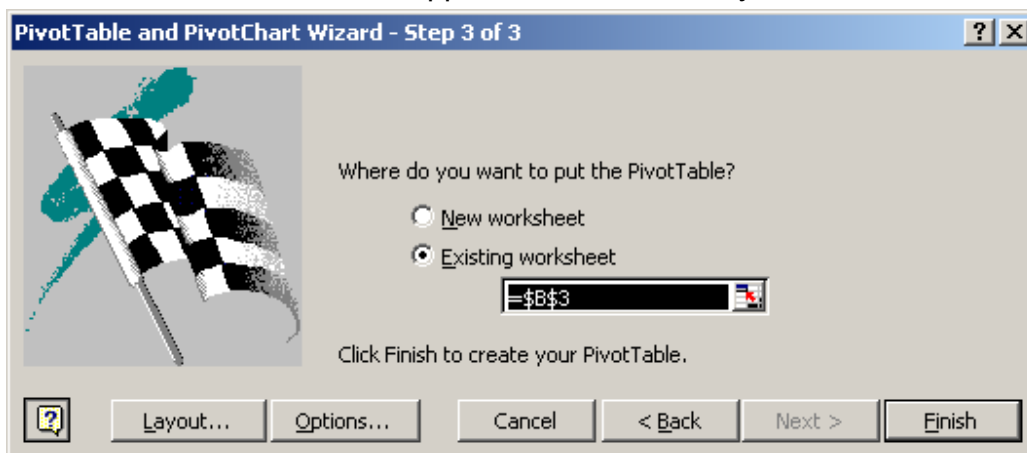 PivotTable and PivotChart Wizard - Step 3 of 3
Where do you want to put the PivotTable?
New worksheet
Existing worksheet
=$B$3
Click Finish to create your PivotTable.
Layout... Options... Cancel < Back Next > Finish